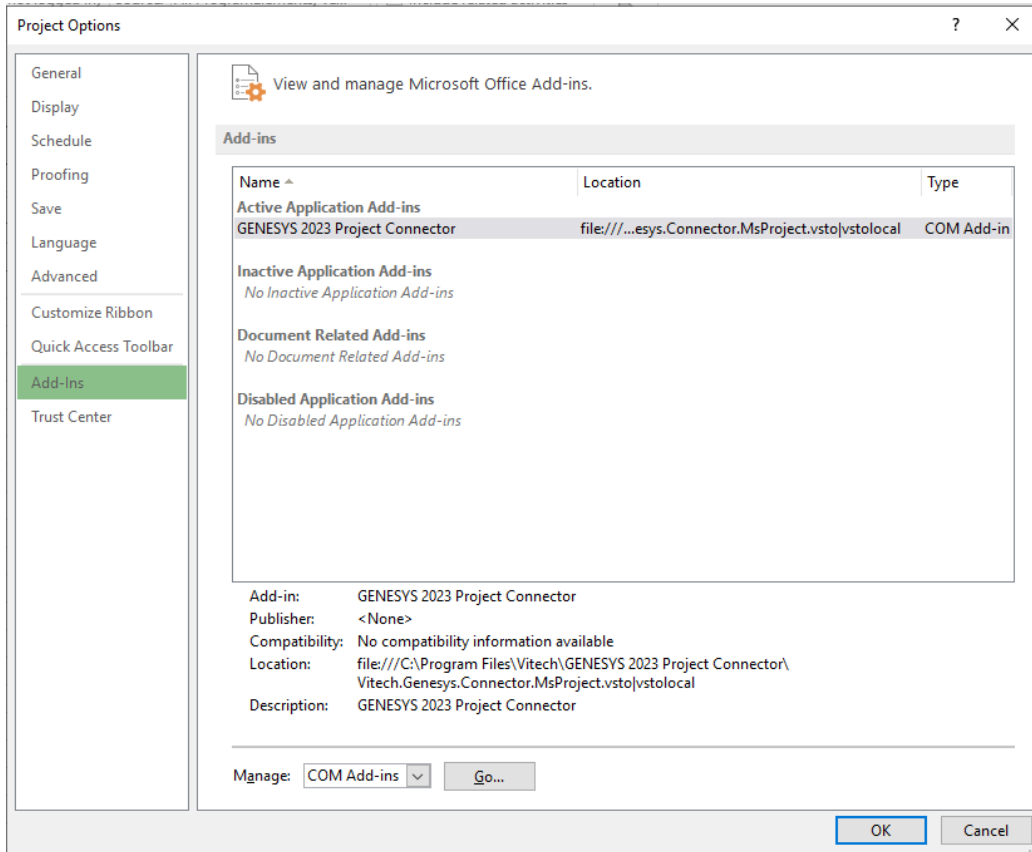 Project Options
?
General
Display
Schedule
Proofing
Save
Language
Advanced
Customize Ribbon
Quick Access Toolbar
Add-Ins
Trust Center
View and manage Microsoft Office Add-ins.
Add-ins
Name Location Type
Active Application Add-ins
GENESYS 2023 Project Connector file:///...esys.Connector.MsProject.vsto|vstolocal COM Add-in
Inactive Application Add-ins
No Inactive Application Add-ins
Document Related Add-ins
No Document Related Add-ins
Disabled Application Add-ins
No Disabled Application Add-ins
Add-in: GENESYS 2023 Project Connector
Publisher: <None>
Compatibility: No compatibility information available
Location: file:///C:\Program Files\Vitech\GENESYS 2023 Project Connector\
Vitech.Genesys.Connector.MsProject.vsto|vstolocal
Description: GENESYS 2023 Project Connector
Manage: COM Add-ins Go...
OK Cancel